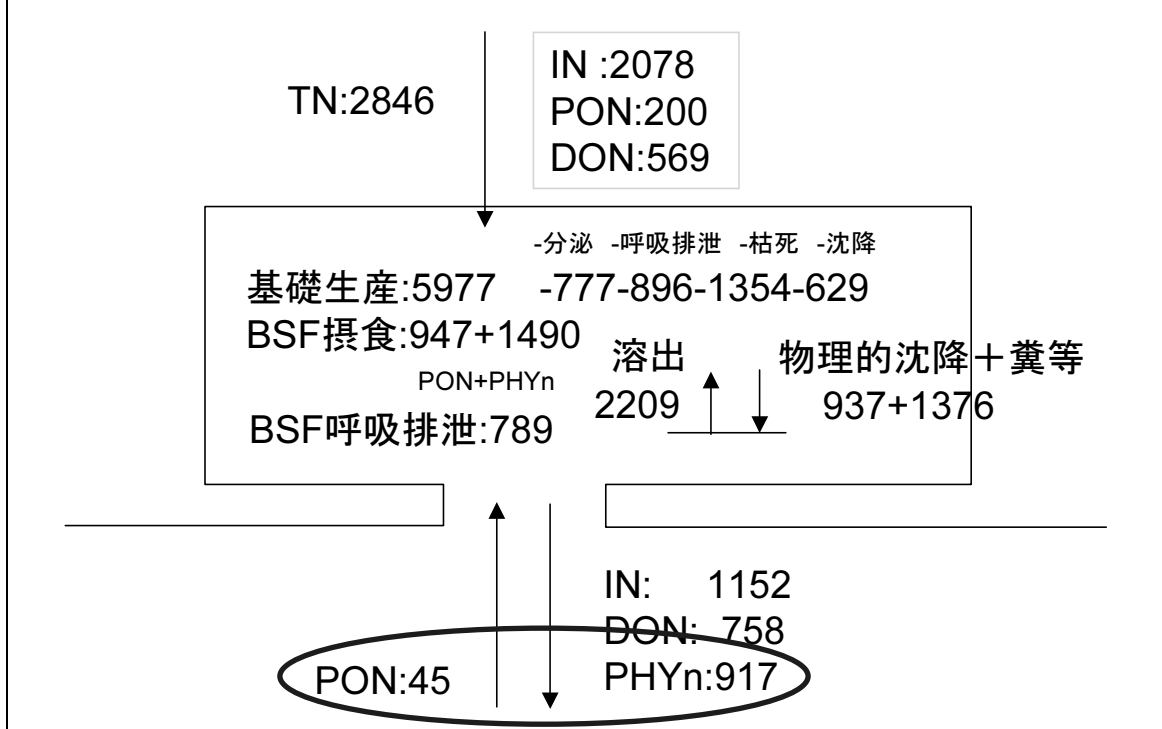 TN:2846
IN :2078
PON:200
DON:569
-分泌 -呼吸排泄 -枯死 -沈降
基礎生産:5977 -777-896-1354-629
BSF摂食:947+1490
PON+PHYn
BSF呼吸排泄:789
溶出
2209
物理的沈降＋糞等
937+1376
IN: 1152
DON: 758
PHYn:917
PON:45